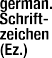 german.
Schrift-
zeichen
(Ez.)